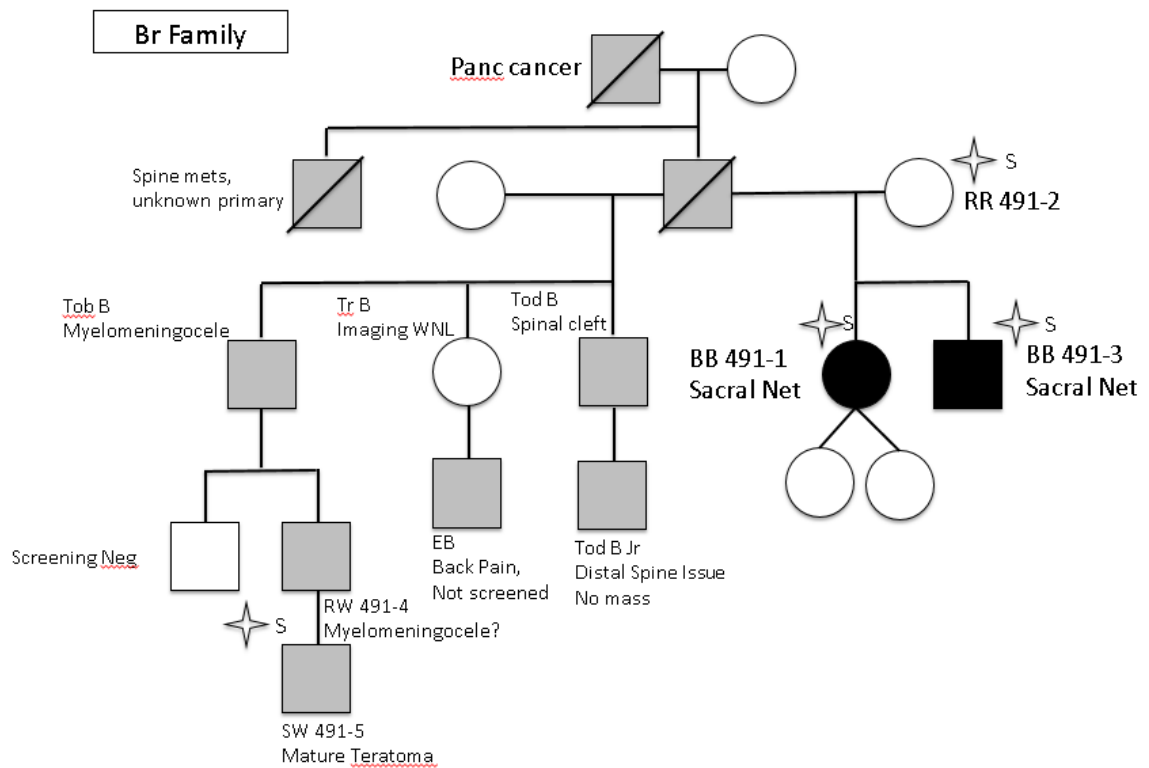 Br Family
Panc cancer
Spine mets,
unknown primary
S
RR 491-2
Tob B
Myelomeningocele
Tr B
Imaging WNL
Tod B
Spinal cleft
S
BB 491-1
Sacral Net
S
BB 491-3
Sacral Net
Screening Neg
S
RW 491-4
Myelomeningocele?
EB
Back Pain,
Not screened
Tod B Jr
Distal Spine Issue
No mass
SW 491-5
Mature Teratoma